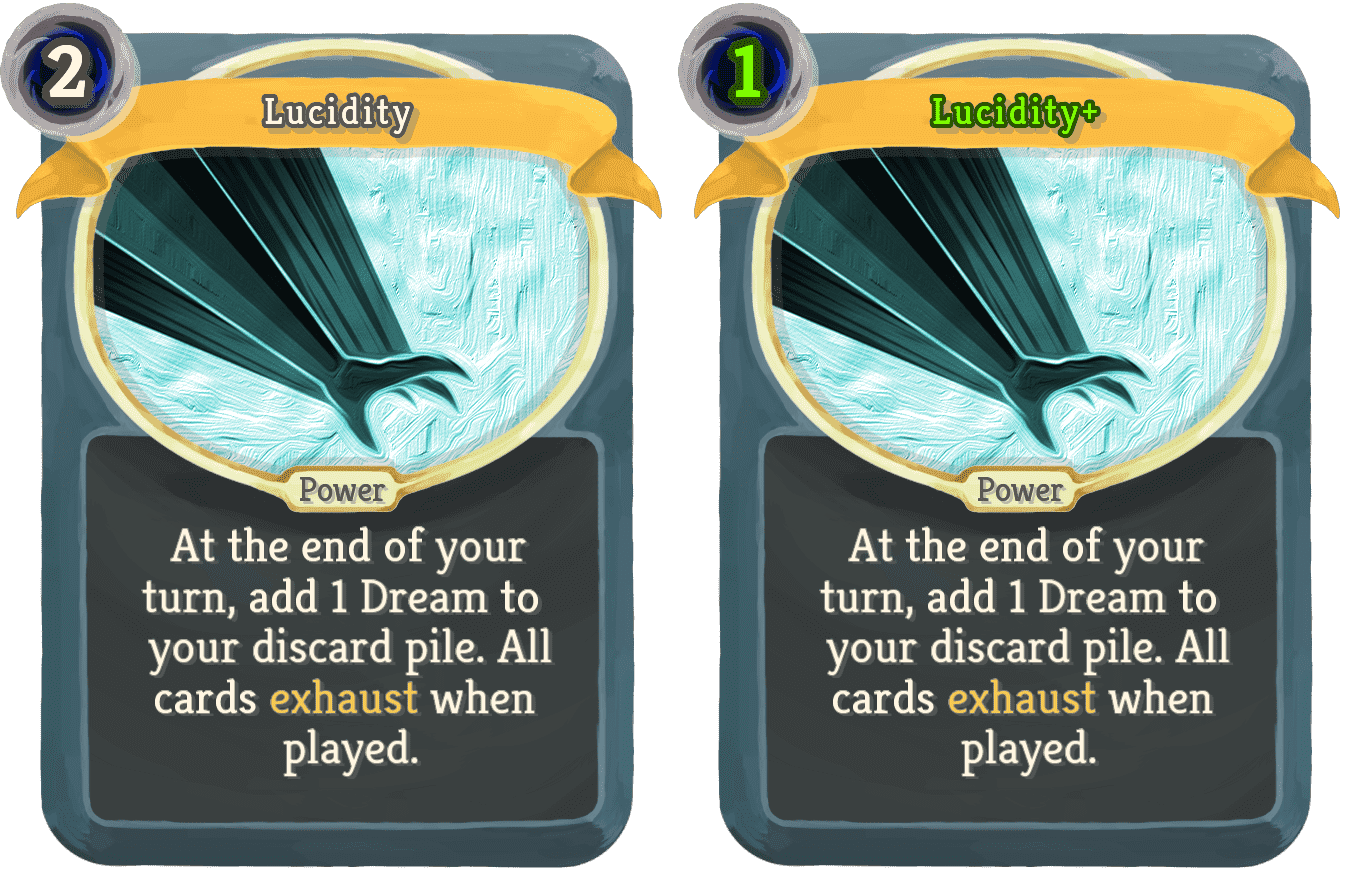 2
Lucidity
Power
At the end of your
turn, add 1 Dream to
your discard pile. All
cards exhaust when
played.
1
Lucidity+
Power
At the end of your
turn, add 1 Dream to
your discard pile. All
cards exhaust when
played.